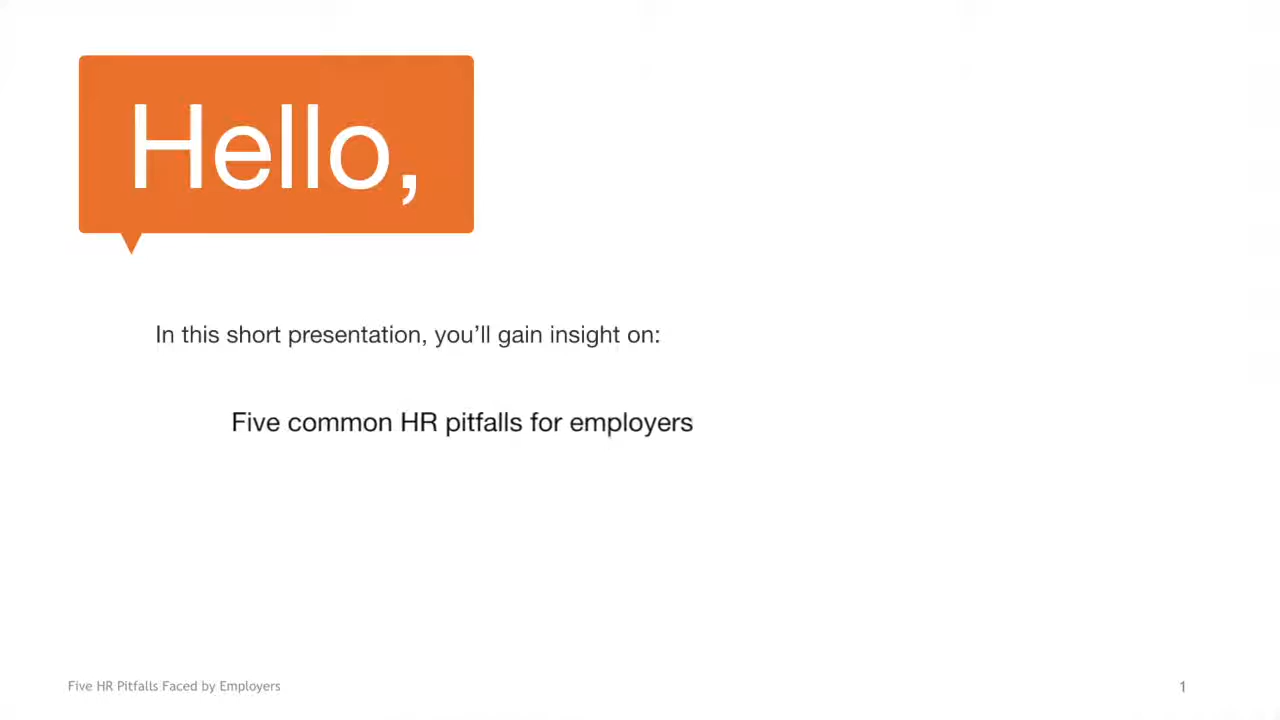 Hello,
In this short presentation, you’ll gain insight on:
Five common HR pitfalls for employers
Five HR Pitfalls Faced by Employers
1